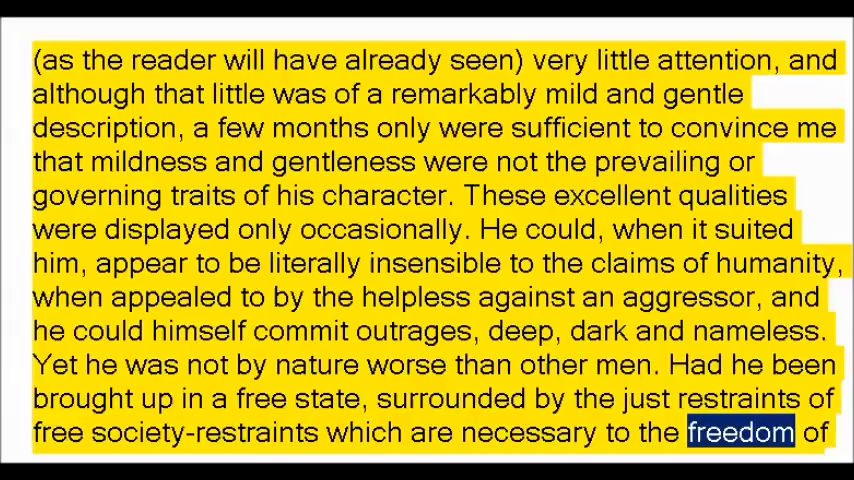 (as the reader will have already seen) very little attention, and
although that little was of a remarkably mild and gentle
description, a few months only were sufficient to convince me
that mildness and gentleness were not the prevailing or
governing traits of his character. These excellent qualities
were displayed only occasionally. He could, when it suited
him, appear to be literally insensible to the claims of humanity,
when appealed to by the helpless against an aggressor, and
he could himself commit outrages, deep, dark and nameless.
Yet he was not by nature worse than other men. Had he been
brought up in a free state, surrounded by the just restraints of
free society-restraints which are necessary to the freedom of